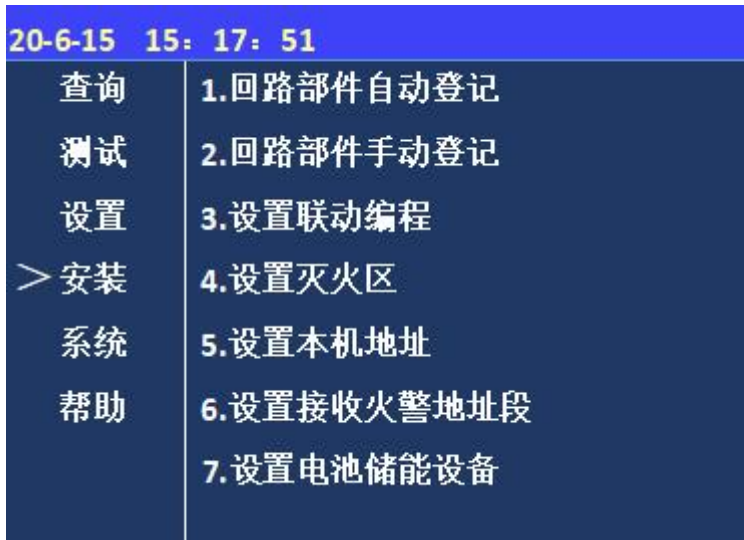 20-6-15 15：17：51
查询 1.回路部件自动登记
测试 2.回路部件手动登记
设置 3.设置联动编程
＞安装 4.设置灭火区
系统 5.设置本机地址
帮助 6.设置接收火警地址段
7.设置电池储能设备